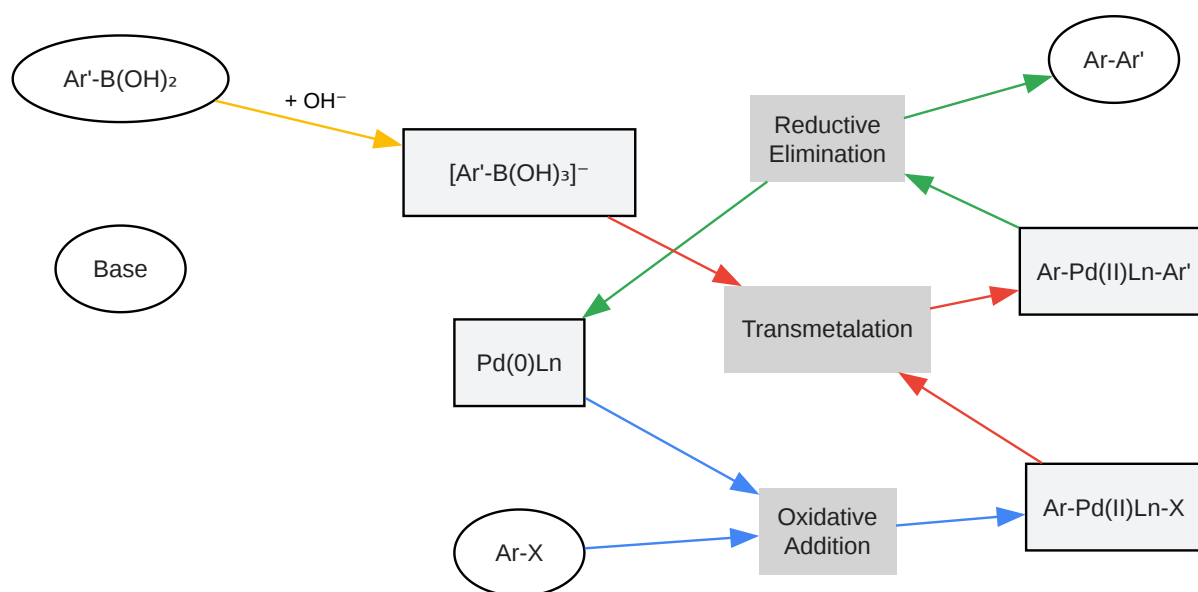 Ar'-B(OH)₂
+ OH⁻
[Ar'-B(OH)₃]⁻
Base
Reductive
Elimination
Ar-Ar'
Ar-Pd(II)Ln-Ar'
Transmetalation
Pd(0)Ln
Ar-X
Oxidative
Addition
Ar-Pd(II)Ln-X